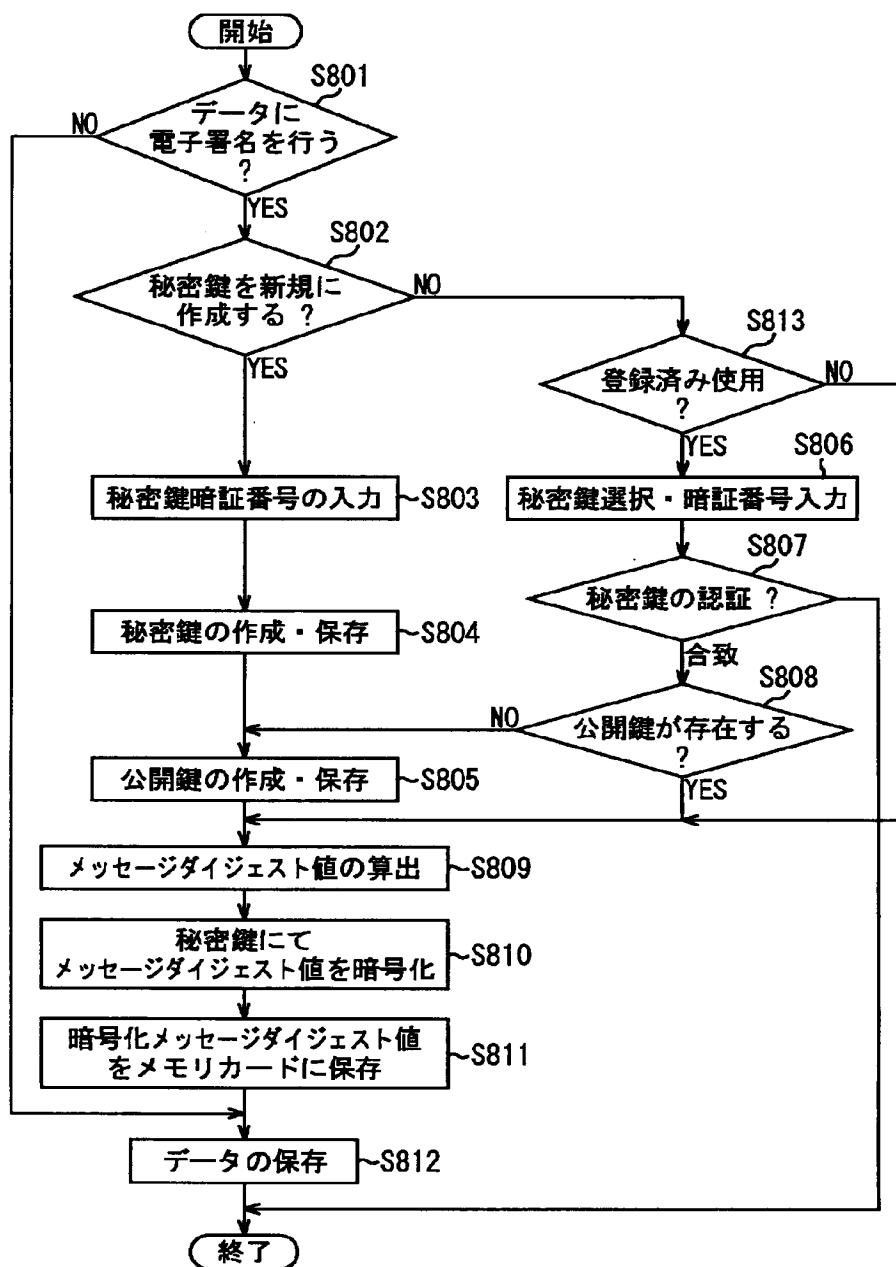 開始
S801
データに
電子署名を行う
?
NO
YES
S802
秘密鍵を新規に
作成する ?
NO
YES
S813
登録済み使用
?
NO
YES
秘密鍵暗証番号の入力
S803
S806
秘密鍵選択・暗証番号入力
S807
秘密鍵の認証 ?
合致
秘密鍵の作成・保存
S804
S808
公開鍵が存在する
?
NO
YES
公開鍵の作成・保存
S805
メッセージダイジェスト値の算出
S809
秘密鍵にて
メッセージダイジェスト値を暗号化
S810
暗号化メッセージダイジェスト値
をメモリカードに保存
S811
データの保存
S812
終了